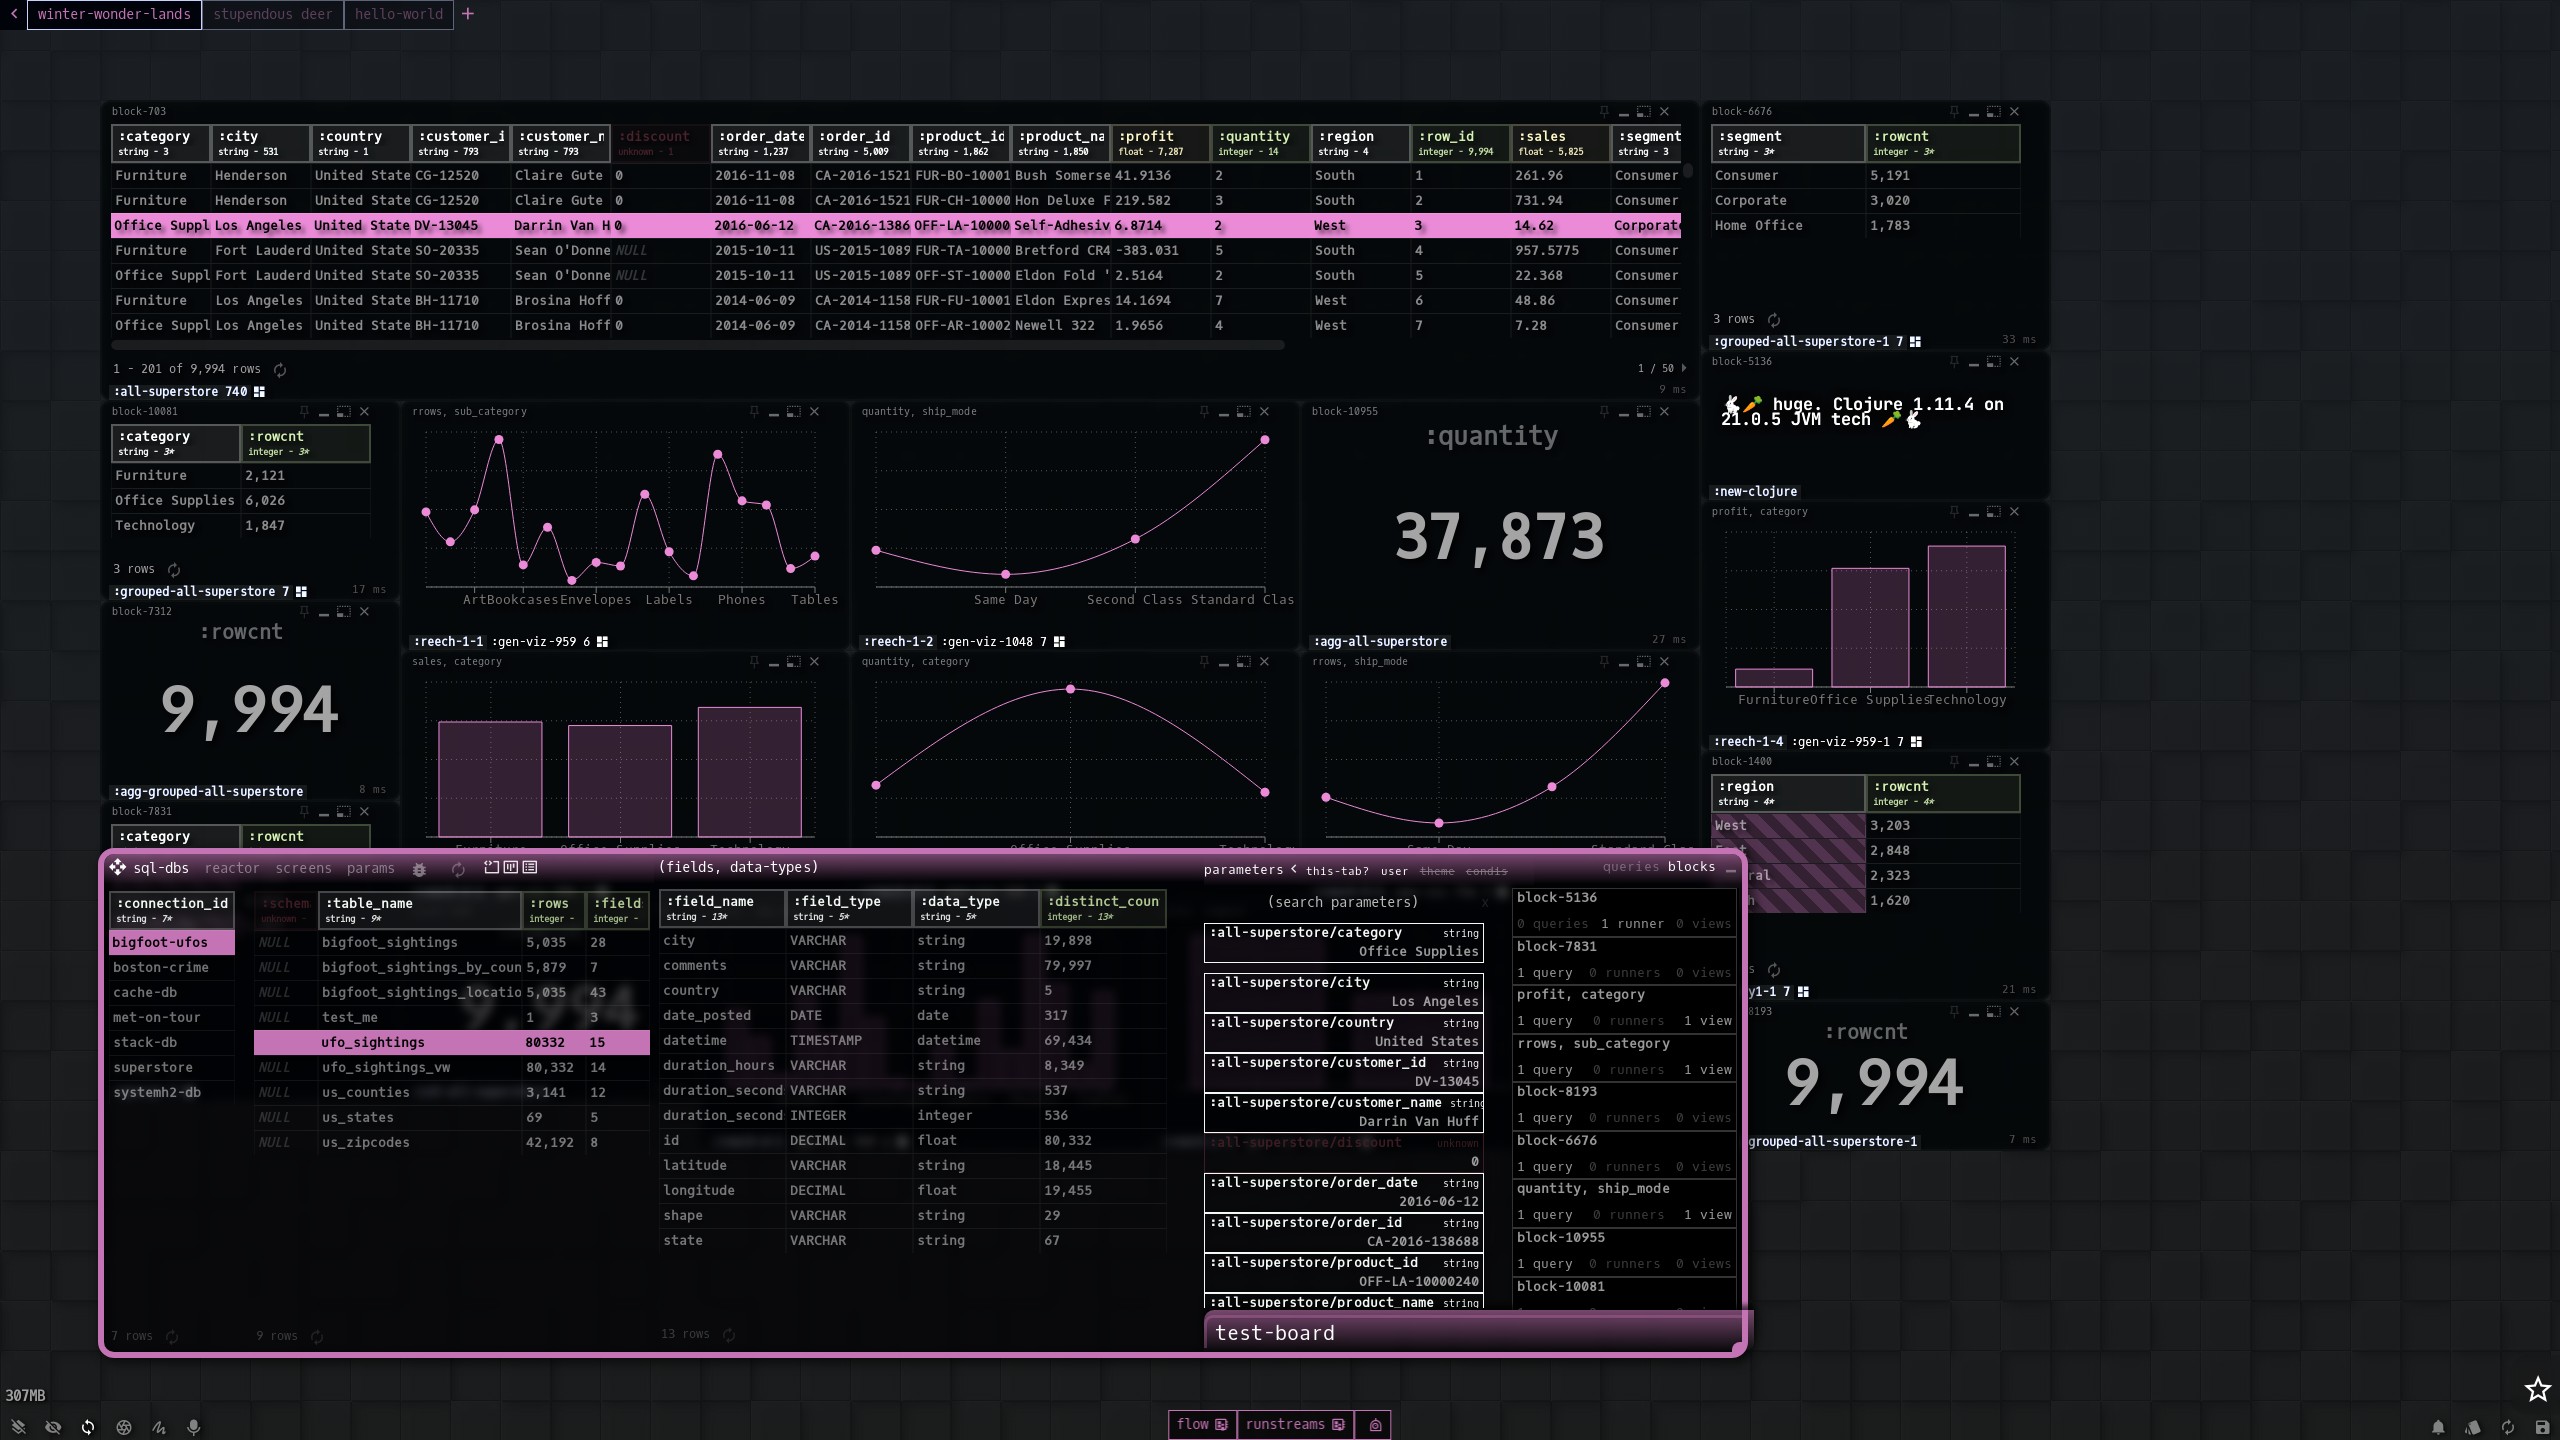 winter-wonder-lands stupendous deer hello-world +
block-703
:category :city :country :customer_i :customer_n :discount :order_date :order_id :product_id :product_na :profit :quantity :region :row_id :sales :segment
string - 3 string - 531 string - 1 string - 793 string - 793 unknown - 1 string - 1,237 string - 5,009 string - 1,862 string - 1,850 float - 7,287 integer - 14 string - 4 integer - 9,994 float - 5,825 string - 3
Furniture Henderson United State CG-12520 Claire Gute 0 2016-11-08 CA-2016-1521 FUR-BO-10001 Bush Somerse 41.9136 2 South 1 261.96 Consumer
Furniture Henderson United State CG-12520 Claire Gute 0 2016-11-08 CA-2016-1521 FUR-CH-10000 Hon Deluxe F 219.582 3 South 2 731.94 Consumer
Office Suppl Los Angeles United State DV-13045 Darrin Van H 0 2016-06-12 CA-2016-1386 OFF-LA-10000 Self-Adhesiv 6.8714 2 West 3 14.62 Corporate
Furniture Fort Lauderd United State SO-20335 Sean O'Donne NULL 2015-10-11 US-2015-1089 FUR-TA-10000 Bretford CR4 -383.031 5 South 4 957.5775 Consumer
Office Suppl Fort Lauderd United State SO-20335 Sean O'Donne NULL 2015-10-11 US-2015-1089 OFF-ST-10000 Eldon Fold ' 2.5164 2 South 5 22.368 Consumer
Furniture Los Angeles United State BH-11710 Brosina Hoff 0 2014-06-09 CA-2014-1158 FUR-FU-10001 Eldon Expres 14.1694 7 West 6 48.86 Consumer
Office Suppl Los Angeles United State BH-11710 Brosina Hoff 0 2014-06-09 CA-2014-1158 OFF-AR-10002 Newell 322 1.9656 4 West 7 7.28 Consumer
1 - 201 of 9,994 rows 1 / 50
:all-superstore 740 9 ms
block-6676
:segment :rowcnt
string - 3* integer - 3*
Consumer 5,191
Corporate 3,020
Home Office 1,783
3 rows
:grouped-all-superstore-1 7 33 ms
block-5136
🐇🥕 huge. Clojure 1.11.4 on
21.0.5 JVM tech 🥕🐇
:new-clojure
block-10081
:category :rowcnt
string - 3* integer - 3*
Furniture 2,121
Office Supplies 6,026
Technology 1,847
3 rows
:grouped-all-superstore 7 17 ms
rrows, sub_category
Art Bookcases Envelopes Labels Phones Tables
:reech-1-1 :gen-viz-959 6
quantity, ship_mode
Same Day Second Class Standard Clas
:reech-1-2 :gen-viz-1048 7
block-10955
:quantity
37,873
:agg-all-superstore 27 ms
profit, category
Furniture Office Supplies Technology
:reech-1-4 :gen-viz-959-1 7
block-7312
:rowcnt
9,994
:agg-grouped-all-superstore 8 ms
sales, category
Furniture Office Supplies Technology
quantity, category
Office Supplies Technology
rrows, ship_mode
Same Day Standard Clas
block-7831
:category :rowcnt
block-1400
:region :rowcnt
string - 4* integer - 4*
West 3,203
2,848
ral 2,323
h 1,620
s
y1-1 7 21 ms
8193
:rowcnt
9,994
grouped-all-superstore-1 7 ms
sql-dbs reactor screens params
:connection_id
string - 7*
bigfoot-ufos
boston-crime
cache-db
met-on-tour
stack-db
superstore
systemh2-db
7 rows
:schem :table_name :rows :field
unknown - string - 9* integer - integer -
NULL bigfoot_sightings 5,035 28
NULL bigfoot_sightings_by_coun 5,879 7
NULL bigfoot_sightings_locatio 5,035 43
NULL test_me 1 3
ufo_sightings 80332 15
NULL ufo_sightings_vw 80,332 14
NULL us_counties 3,141 12
NULL us_states 69 5
NULL us_zipcodes 42,192 8
9 rows
(fields, data-types)
:field_name :field_type :data_type :distinct_coun
string - 13* string - 5* string - 5* integer - 13*
city VARCHAR string 19,898
comments VARCHAR string 79,997
country VARCHAR string 5
date_posted DATE date 317
datetime TIMESTAMP datetime 69,434
duration_hours VARCHAR string 8,349
duration_second VARCHAR string 537
duration_second INTEGER integer 536
id DECIMAL float 80,332
latitude VARCHAR string 18,445
longitude DECIMAL float 19,455
shape VARCHAR string 29
state VARCHAR string 67
13 rows
parameters < this-tab? user theme condis
(search parameters) x
:all-superstore/category string
Office Supplies
:all-superstore/city string
Los Angeles
:all-superstore/country string
United States
:all-superstore/customer_id string
DV-13045
:all-superstore/customer_name string
Darrin Van Huff
:all-superstore/discount unknown
0
:all-superstore/order_date string
2016-06-12
:all-superstore/order_id string
CA-2016-138688
:all-superstore/product_id string
OFF-LA-10000240
:all-superstore/product_name string
queries blocks
block-5136
0 queries 1 runner 0 views
block-7831
1 query 0 runners 0 views
profit, category
1 query 0 runners 1 view
rrows, sub_category
1 query 0 runners 1 view
block-8193
1 query 0 runners 0 views
block-6676
1 query 0 runners 0 views
quantity, ship_mode
1 query 0 runners 1 view
block-10955
1 query 0 runners 0 views
block-10081
test-board
307MB
flow runstreams